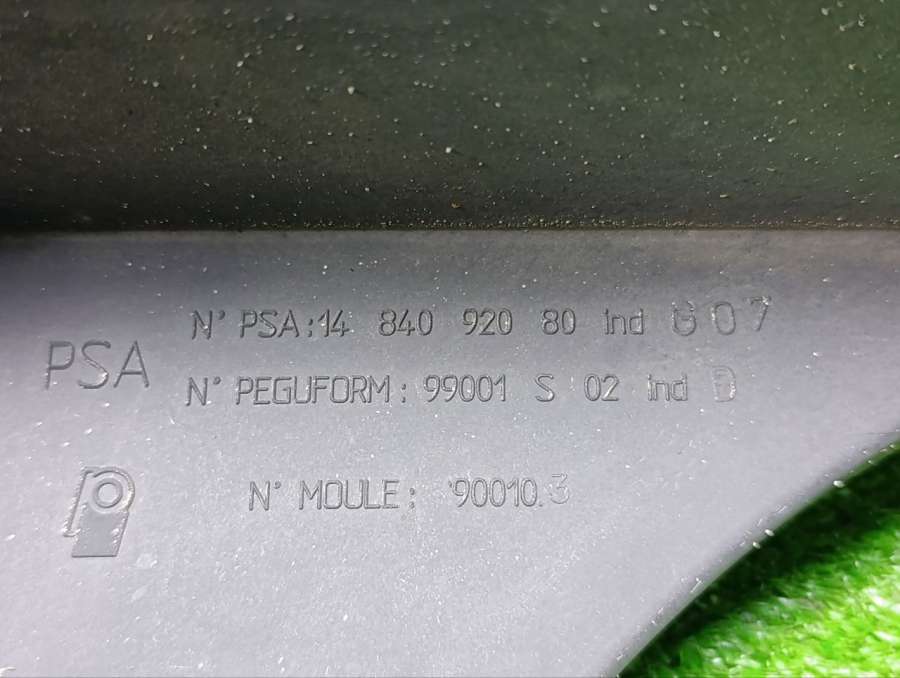 N° PSA:14 840 920 80 ind G07
PSA
N° PEGUFORM: 99001 S 02 ind D
N° MOULE: 90010.3